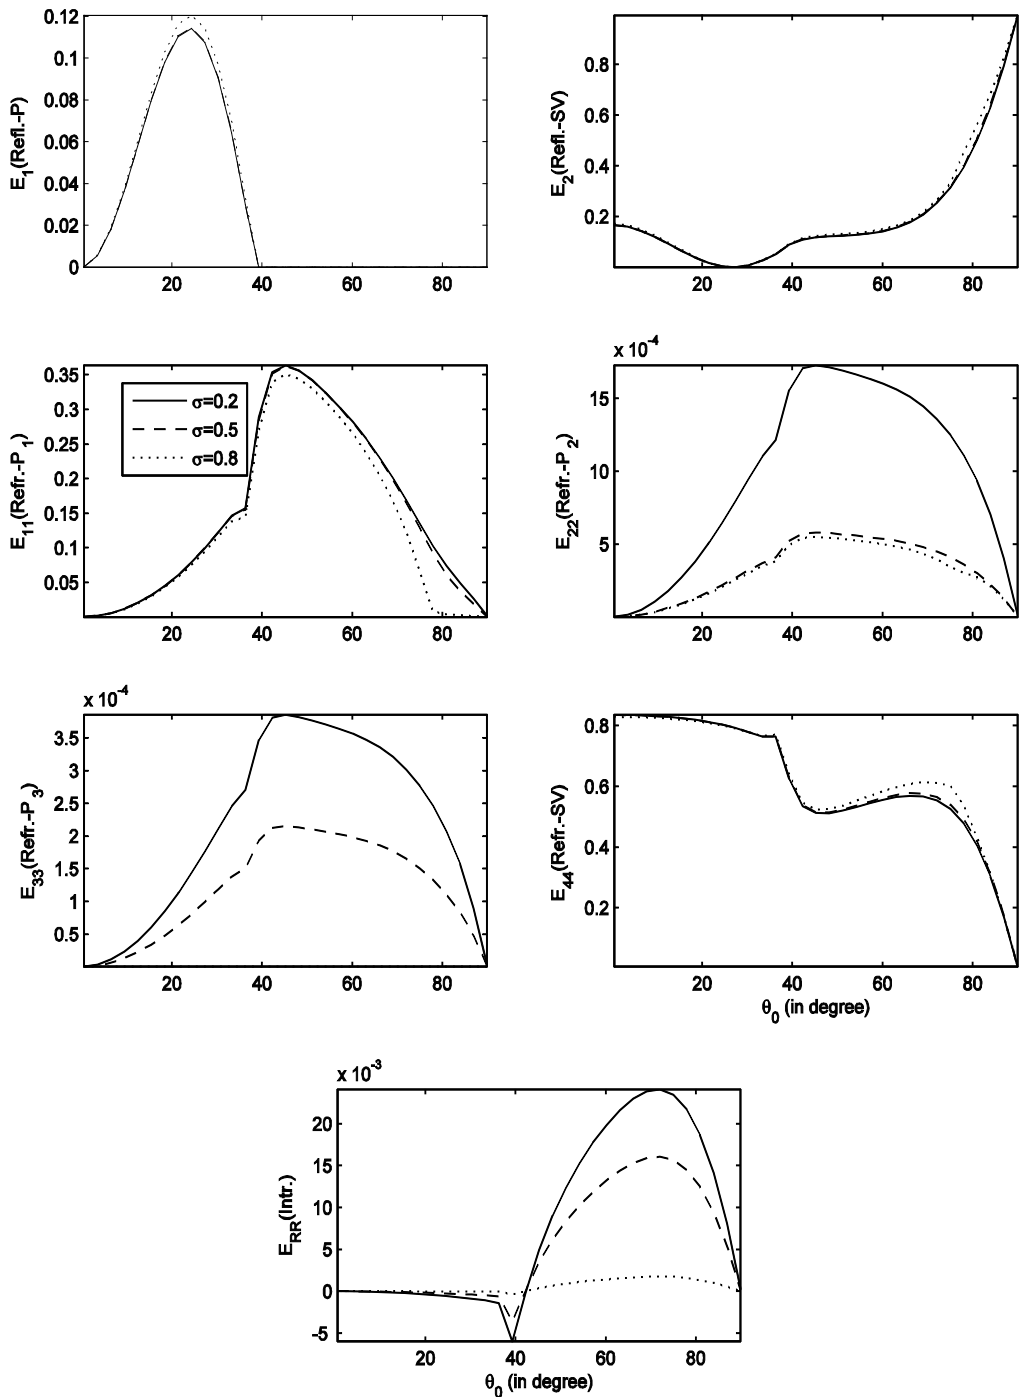 E1(Refl.-P)
0.12
0.1
0.08
0.06
0.04
0.02
0
20 40 60 80
E2(Refl.-SV)
0.8
0.6
0.4
0.2
20 40 60 80
E11(Refr.-P1)
0.35
0.3
0.25
0.2
0.15
0.1
0.05
σ=0.2
σ=0.5
σ=0.8
20 40 60 80
x 10-4
E22(Refr.-P2)
15
10
5
20 40 60 80
x 10-4
E33(Refr.-P3)
3.5
3
2.5
2
1.5
1
0.5
20 40 60 80
E44(Refr.-SV)
0.8
0.6
0.4
0.2
20 40 60 80
θ0 (in degree)
x 10-3
ERR(Intr.)
20
15
10
5
0
-5
20 40 60 80
θ0 (in degree)